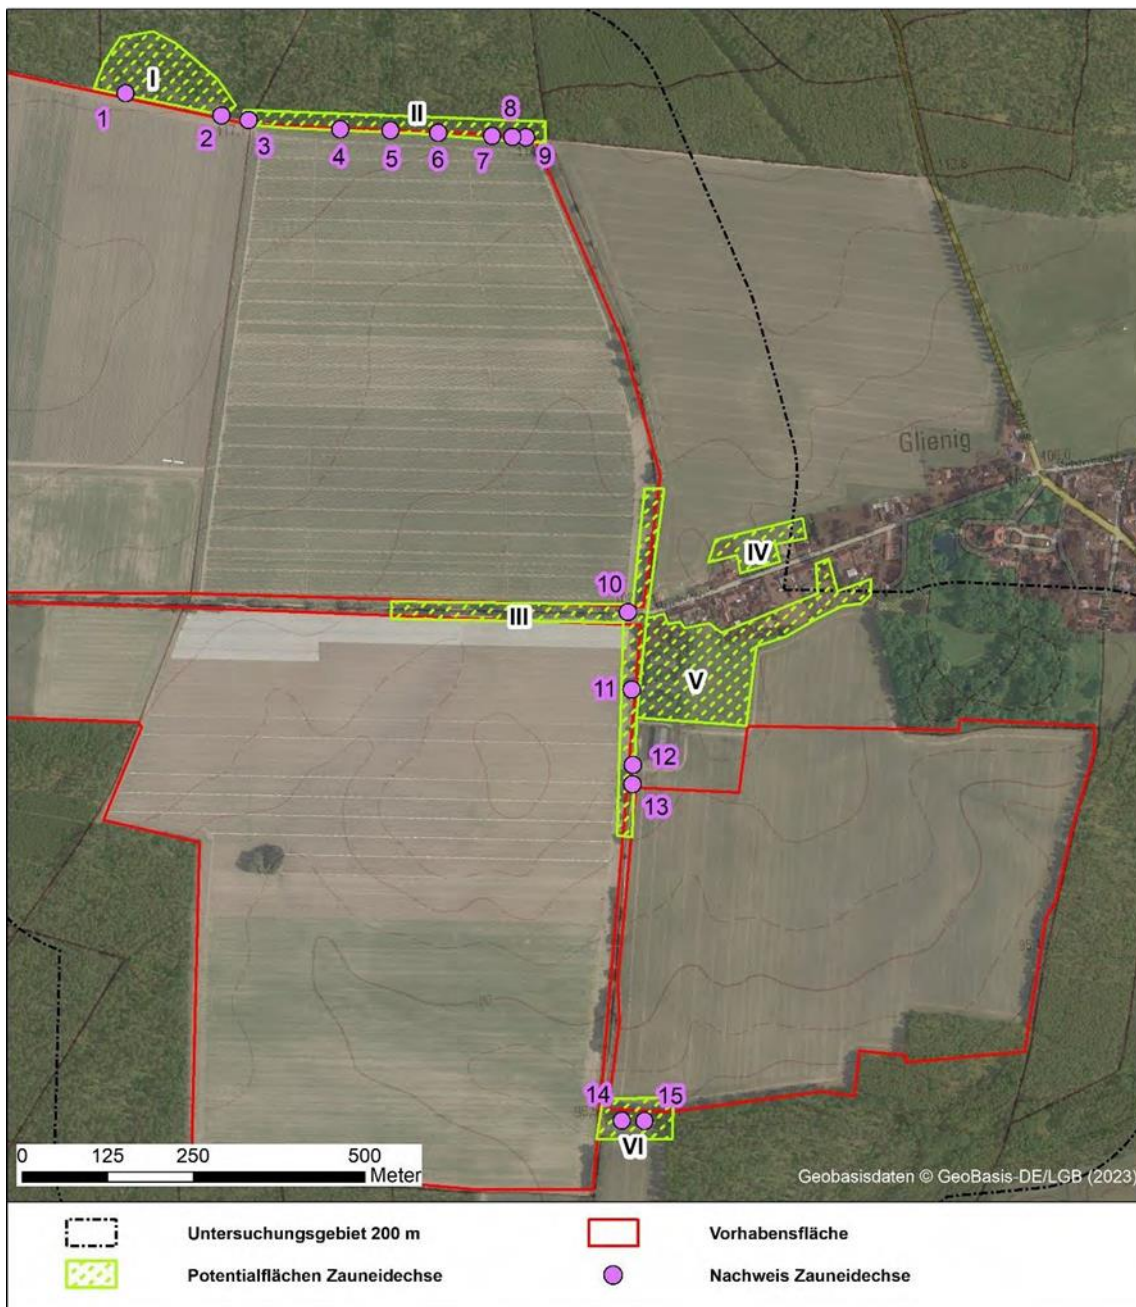 I
1
2
3
II
4
5
6
7
8
9
Glienig
IV
10
III
V
11
12
13
14
15
VI
0 125 250 500
Meter
Geobasisdaten © GeoBasis-DE/LGB (2023)
Untersuchungsgebiet 200 m
Vorhabensfläche
Potentialflächen Zauneidechse
Nachweis Zauneidechse